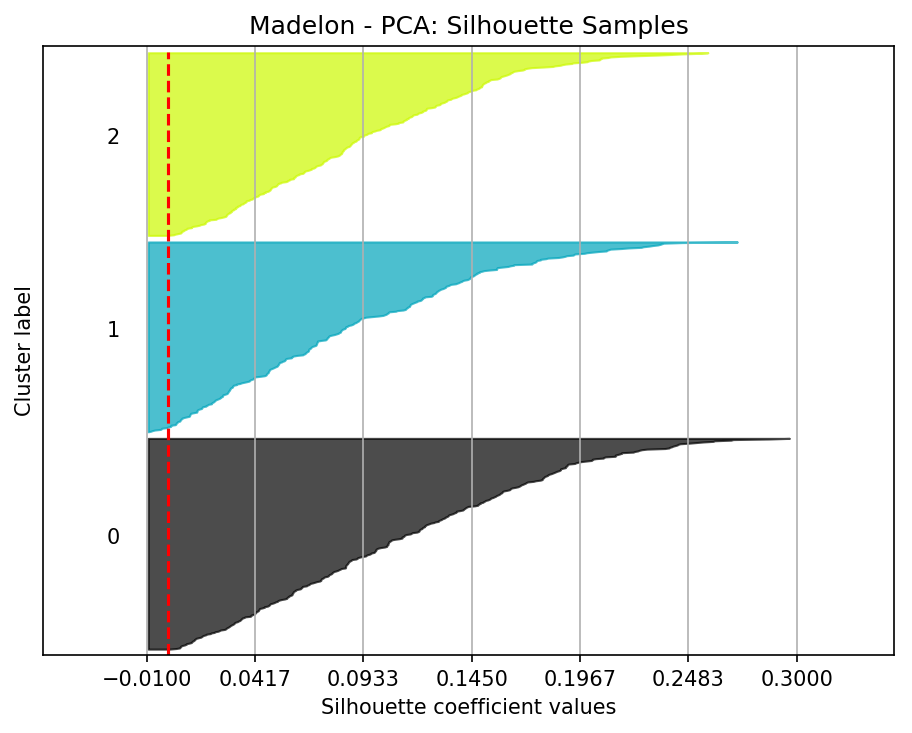 Madelon - PCA: Silhouette Samples
2
1
0
Cluster label
−0.0100 0.0417 0.0933 0.1450 0.1967 0.2483 0.3000
Silhouette coefficient values